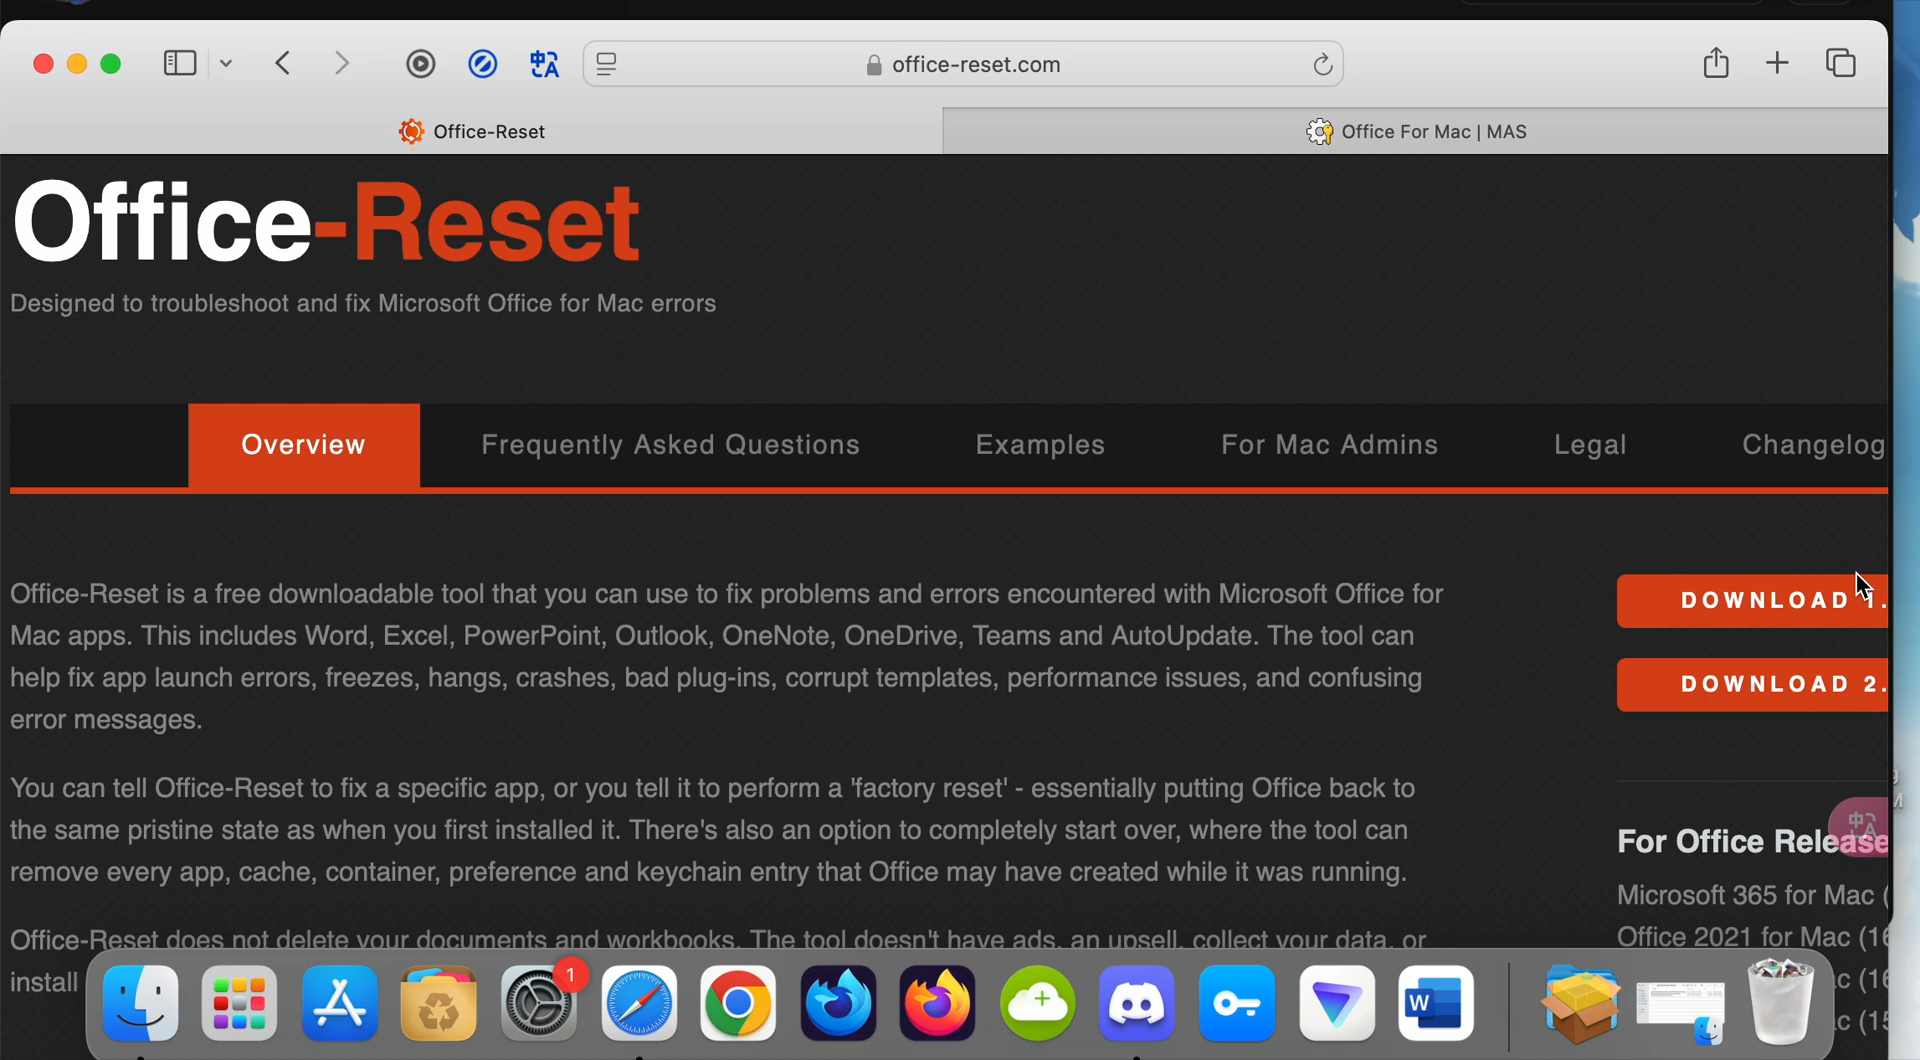 office-reset.com
Office-Reset
Office For Mac | MAS
Office-Reset
Designed to troubleshoot and fix Microsoft Office for Mac errors
Overview
Frequently Asked Questions
Examples
For Mac Admins
Legal
Changelog
Office-Reset is a free downloadable tool that you can use to fix problems and errors encountered with Microsoft Office for
Mac apps. This includes Word, Excel, PowerPoint, Outlook, OneNote, OneDrive, Teams and AutoUpdate. The tool can
help fix app launch errors, freezes, hangs, crashes, bad plug-ins, corrupt templates, performance issues, and confusing
error messages.
You can tell Office-Reset to fix a specific app, or you tell it to perform a 'factory reset' - essentially putting Office back to
the same pristine state as when you first installed it. There's also an option to completely start over, where the tool can
remove every app, cache, container, preference and keychain entry that Office may have created while it was running.
Office-Reset does not delete your documents and workbooks. The tool doesn't have ads, an upsell, collect your data, or
install
DOWNLOAD 1.
DOWNLOAD 2.
For Office Release
Microsoft 365 for Mac (
Office 2021 for Mac (16
c (16
c (15
1
W